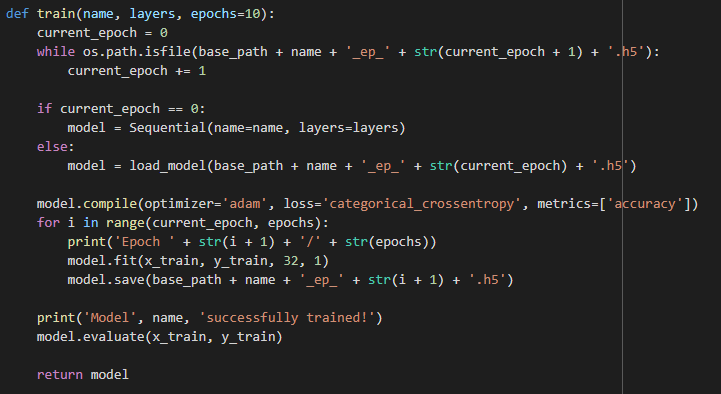 def train(name, layers, epochs=10):
    current_epoch = 0
    while os.path.isfile(base_path + name + '_ep_' + str(current_epoch + 1) + '.h5'):
        current_epoch += 1

    if current_epoch == 0:
        model = Sequential(name=name, layers=layers)
    else:
        model = load_model(base_path + name + '_ep_' + str(current_epoch) + '.h5')

    model.compile(optimizer='adam', loss='categorical_crossentropy', metrics=['accuracy'])
    for i in range(current_epoch, epochs):
        print('Epoch ' + str(i + 1) + '/' + str(epochs))
        model.fit(x_train, y_train, 32, 1)
        model.save(base_path + name + '_ep_' + str(i + 1) + '.h5')

    print('Model', name, 'successfully trained!')
    model.evaluate(x_train, y_train)

    return model